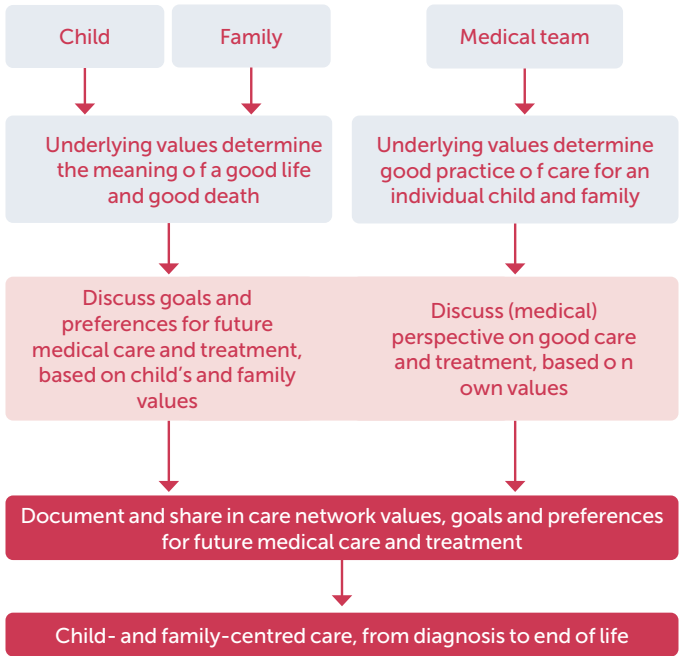 Child
Family
Medical team
Underlying values determine
the meaning o f a good life
and good death
Underlying values determine
good practice o f care for an
individual child and family
Discuss goals and
preferences for future
medical care and treatment,
based on child’s and family
values
Discuss (medical)
perspective on good care
and treatment, based o n
own values
Document and share in care network values, goals and preferences
for future medical care and treatment
Child- and family-centred care, from diagnosis to end of life